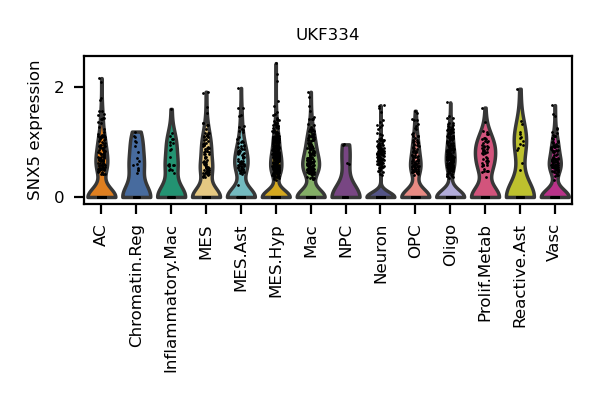 UKF334
SNX5 expression
2
0
AC
Chromatin.Reg
Inflammatory.Mac
MES
MES.Ast
MES.Hyp
Mac
NPC
Neuron
OPC
Oligo
Prolif.Metab
Reactive.Ast
Vasc